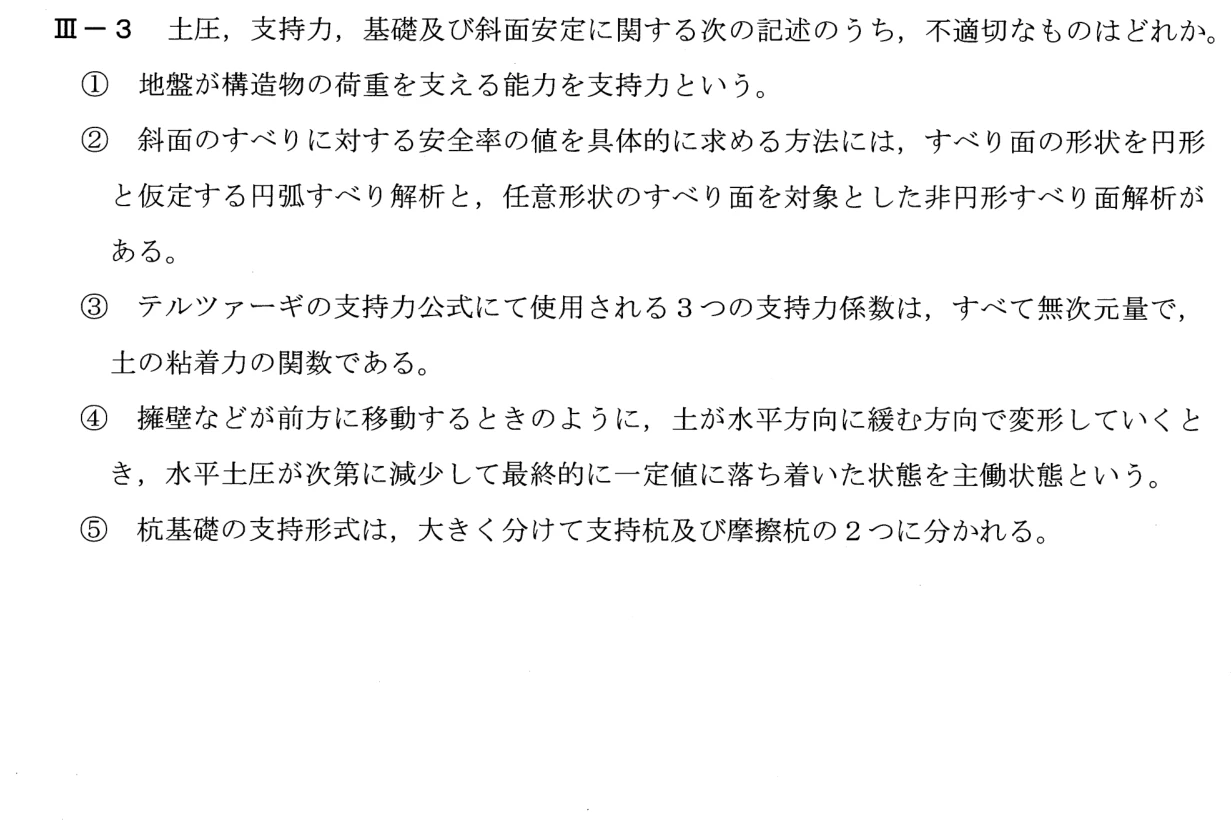 Ⅲ－３　土圧，支持力，基礎及び斜面安定に関する次の記述のうち，不適切なものはどれか。
①　地盤が構造物の荷重を支える能力を支持力という。
②　斜面のすべりに対する安全率の値を具体的に求める方法には，すべり面の形状を円形
と仮定する円弧すべり解析と，任意形状のすべり面を対象とした非円形すべり面解析が
ある。
③　テルツァーギの支持力公式にて使用される３つの支持力係数は，すべて無次元量で，
土の粘着力の関数である。
④　擁壁などが前方に移動するときのように，土が水平方向に緩む方向で変形していくと
き，水平土圧が次第に減少して最終的に一定値に落ち着いた状態を主働状態という。
⑤　杭基礎の支持形式は，大きく分けて支持杭及び摩擦杭の２つに分かれる。